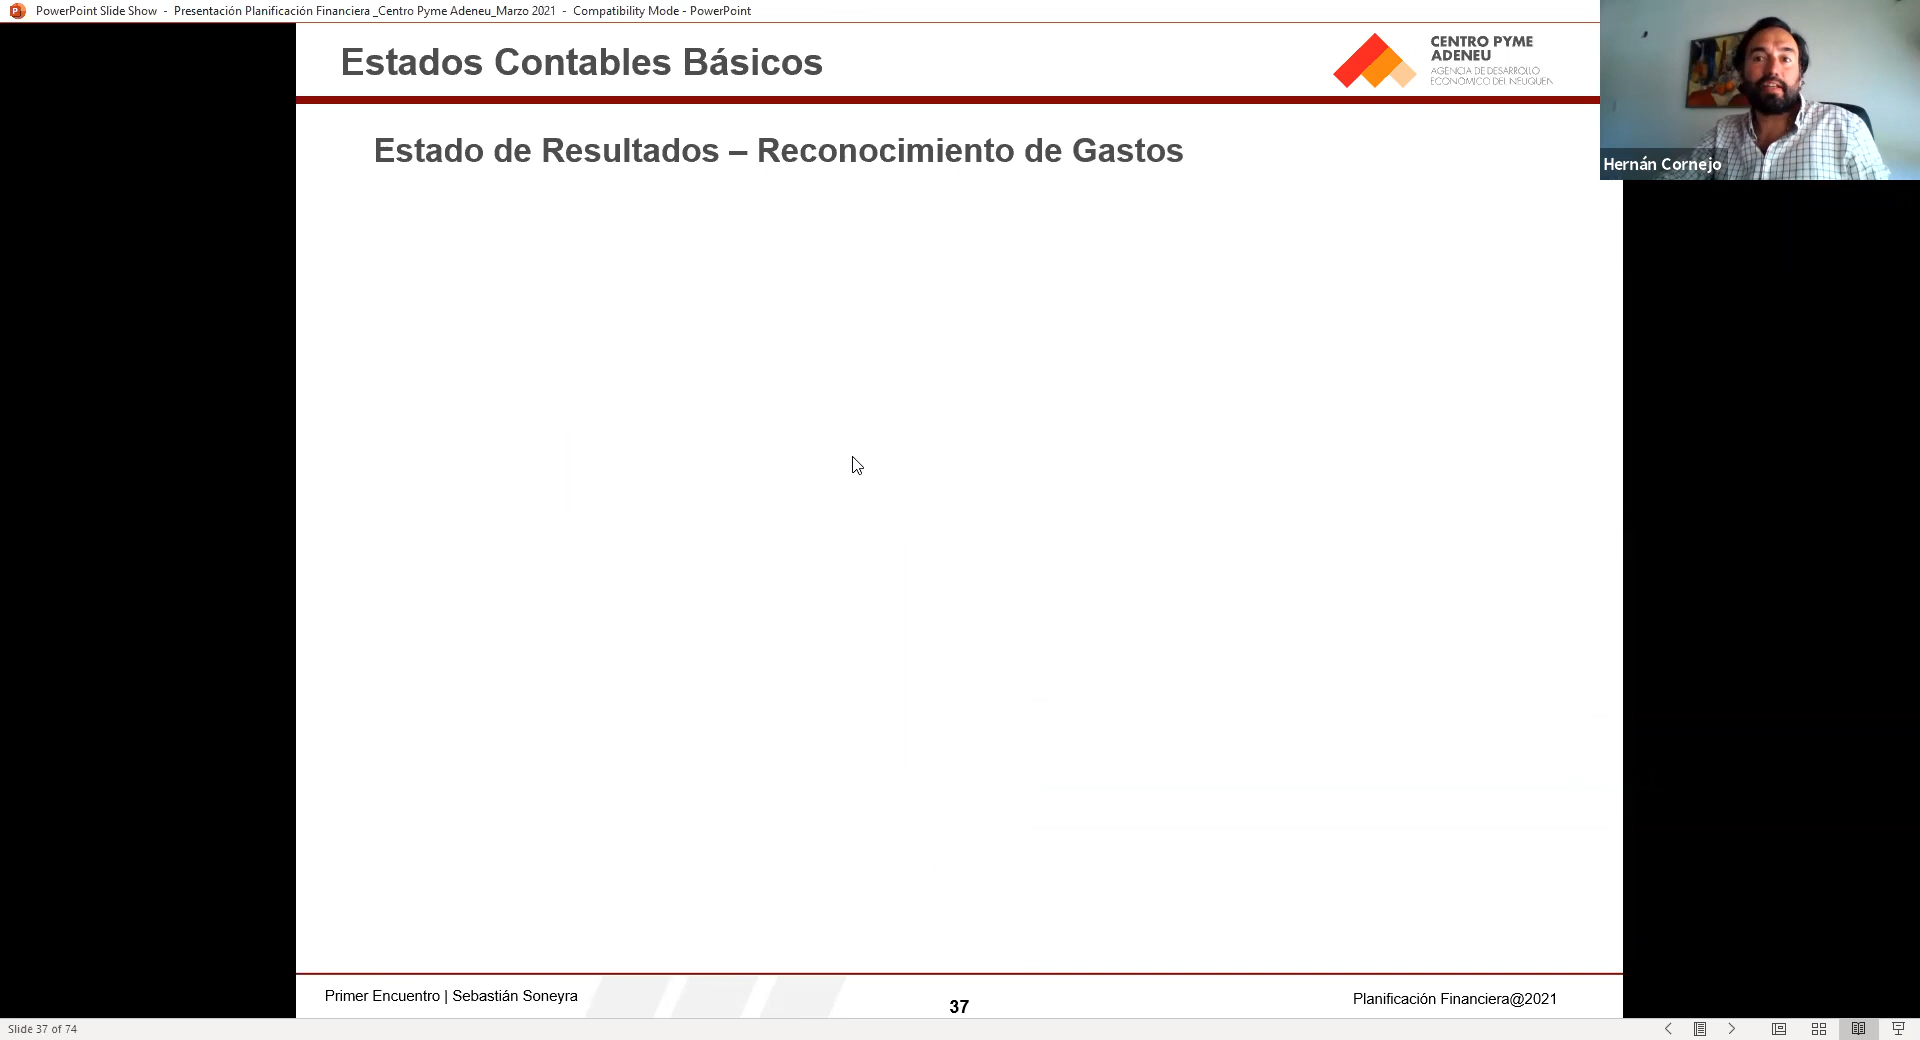 PowerPoint Slide Show - Presentación Planificación Financiera _Centro Pyme Adeneu_Marzo 2021 - Compatibility Mode - PowerPoint
Estados Contables Básicos
CENTRO PYME
ADENEU
AGENCIA DE DESARROLLO
ECONOMICO DEL NEUQUEN
Hernán Cornejo
Estado de Resultados – Reconocimiento de Gastos
Primer Encuentro | Sebastián Soneyra
37
Planificación Financiera@2021
Slide 37 of 74